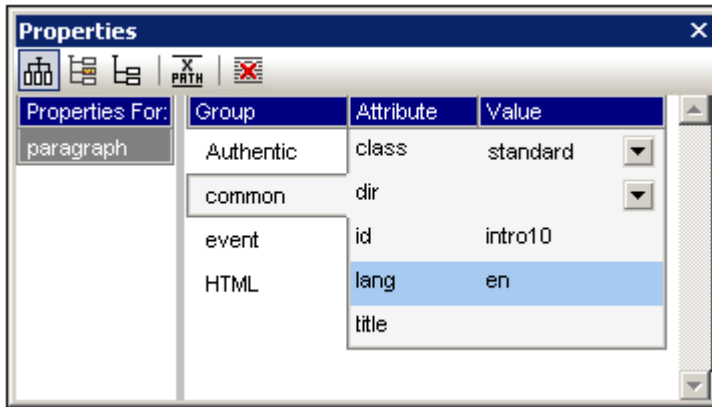 Properties
X
PATH
Properties For: Group Attribute Value
paragraph Authentic class standard
common dir
event id intro10
HTML lang en
title